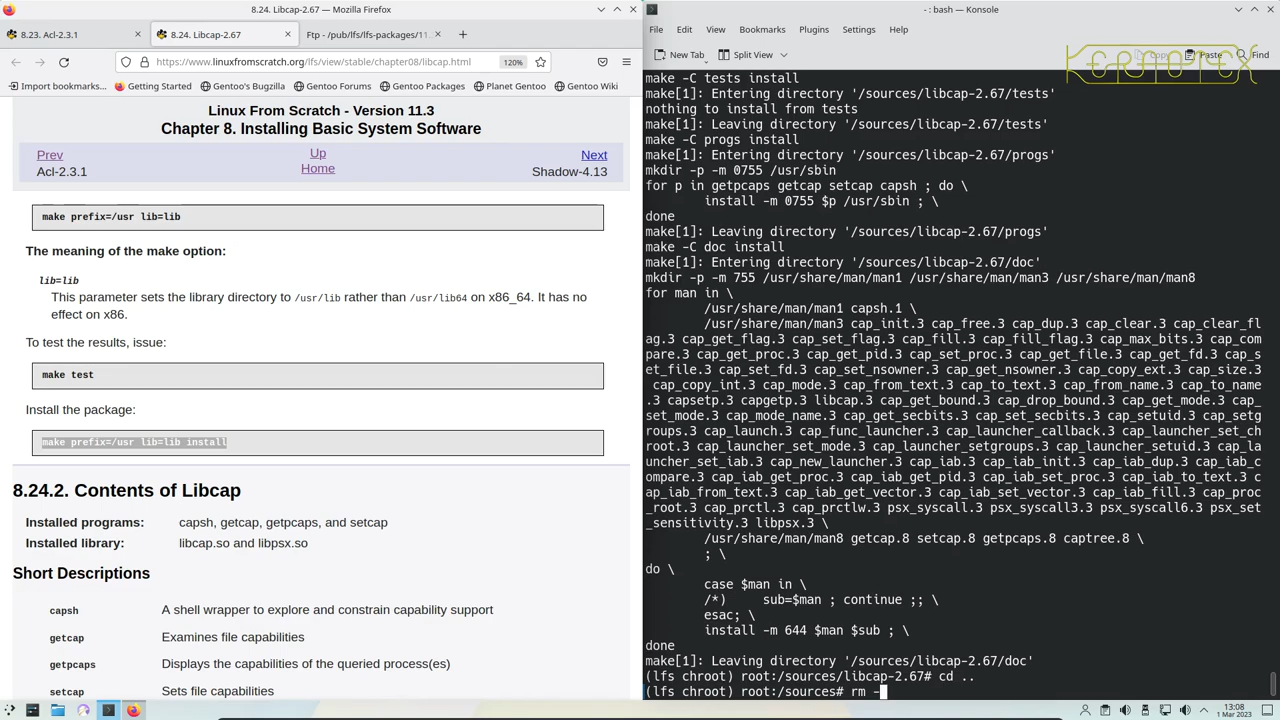 8.24. Libcap-2.67 — Mozilla Firefox
8.23. Acl-2.3.1
8.24. Libcap-2.67
Ftp - /pub/lfs/lfs-packages/11.
https://www.linuxfromscratch.org/lfs/view/stable/chapter08/libcap.html
120%
Import bookmarks...
Getting Started
Gentoo's Bugzilla
Gentoo Forums
Gentoo Packages
Planet Gentoo
Gentoo Wiki
Linux From Scratch - Version 11.3
Chapter 8. Installing Basic System Software
Prev
Up
Next
Acl-2.3.1
Home
Shadow-4.13
make prefix=/usr lib=lib
The meaning of the make option:
lib=lib
This parameter sets the library directory to /usr/lib rather than /usr/lib64 on x86_64. It has no
effect on x86.
To test the results, issue:
make test
Install the package:
make prefix=/usr lib=lib install
8.24.2. Contents of Libcap
Installed programs: capsh, getcap, getpcaps, and setcap
Installed library: libcap.so and libpsx.so
Short Descriptions
capsh A shell wrapper to explore and constrain capability support
getcap Examines file capabilities
getpcaps Displays the capabilities of the queried process(es)
setcap Sets file capabilities
- : bash — Konsole
File Edit View Bookmarks Plugins Settings Help
New Tab
Split View
Copy
Paste
Find
KERNOTEX
make -C tests install
make[1]: Entering directory '/sources/libcap-2.67/tests'
nothing to install from tests
make[1]: Leaving directory '/sources/libcap-2.67/tests'
make -C progs install
make[1]: Entering directory '/sources/libcap-2.67/progs'
mkdir -p -m 0755 /usr/sbin
for p in getpcaps getcap setcap capsh ; do \
install -m 0755 $p /usr/sbin ; \
done
make[1]: Leaving directory '/sources/libcap-2.67/progs'
make -C doc install
make[1]: Entering directory '/sources/libcap-2.67/doc'
mkdir -p -m 755 /usr/share/man/man1 /usr/share/man/man3 /usr/share/man/man8
for man in \
/usr/share/man/man1 capsh.1 \
/usr/share/man/man3 cap_init.3 cap_free.3 cap_dup.3 cap_clear.3 cap_clear_fl
ag.3 cap_get_flag.3 cap_set_flag.3 cap_fill.3 cap_fill_flag.3 cap_max_bits.3 cap_com
pare.3 cap_get_proc.3 cap_get_pid.3 cap_set_proc.3 cap_get_file.3 cap_get_fd.3 cap_s
et_file.3 cap_set_fd.3 cap_set_nsowner.3 cap_get_nsowner.3 cap_copy_ext.3 cap_size.3
cap_copy_int.3 cap_mode.3 cap_from_text.3 cap_to_text.3 cap_from_name.3 cap_to_name
.3 capsetp.3 capgetp.3 libcap.3 cap_get_bound.3 cap_drop_bound.3 cap_get_mode.3 cap_
set_mode.3 cap_mode_name.3 cap_get_secbits.3 cap_set_secbits.3 cap_setuid.3 cap_setg
roups.3 cap_launch.3 cap_func_launcher.3 cap_launcher_callback.3 cap_launcher_set_ch
root.3 cap_launcher_set_mode.3 cap_launcher_setgroups.3 cap_launcher_setuid.3 cap_la
uncher_set_iab.3 cap_new_launcher.3 cap_iab.3 cap_iab_init.3 cap_iab_dup.3 cap_iab_c
ompare.3 cap_iab_get_proc.3 cap_iab_get_pid.3 cap_iab_set_proc.3 cap_iab_to_text.3 c
ap_iab_from_text.3 cap_iab_get_vector.3 cap_iab_set_vector.3 cap_iab_fill.3 cap_proc
_root.3 cap_prctl.3 cap_prctlw.3 psx_syscall.3 psx_syscall3.3 psx_syscall6.3 psx_set
_sensitivity.3 libpsx.3 \
/usr/share/man/man8 getcap.8 setcap.8 getpcaps.8 captree.8 \
; \
do \
case $man in \
/*) sub=$man ; continue ;; \
esac; \
install -m 644 $man $sub ; \
done
make[1]: Leaving directory '/sources/libcap-2.67/doc'
(lfs chroot) root:/sources/libcap-2.67# cd ..
(lfs chroot) root:/sources# rm -
13:08
1 Mar 2023